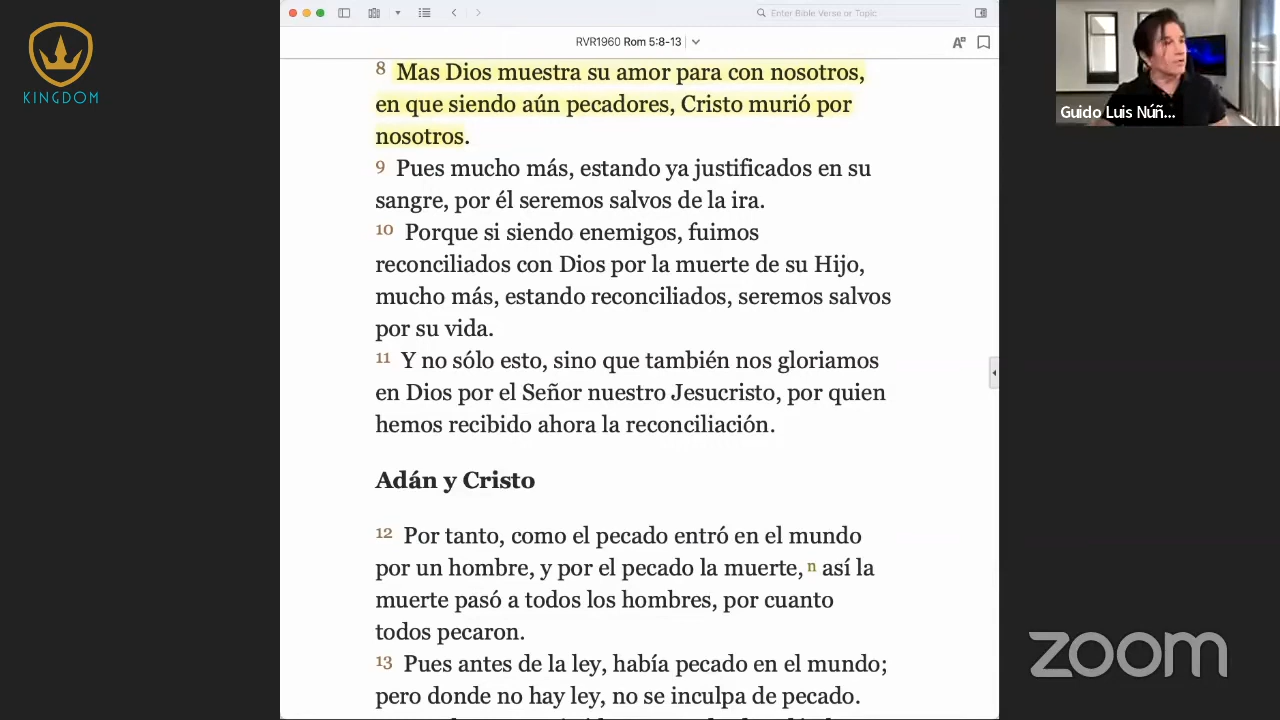 KINGDOM
Enter Bible Verse or Topic
RVR1960 Rom 5:8-13
8 Mas Dios muestra su amor para con nosotros,
en que siendo aún pecadores, Cristo murió por
nosotros.
9 Pues mucho más, estando ya justificados en su
sangre, por él seremos salvos de la ira.
10 Porque si siendo enemigos, fuimos
reconciliados con Dios por la muerte de su Hijo,
mucho más, estando reconciliados, seremos salvos
por su vida.
11 Y no sólo esto, sino que también nos gloriamos
en Dios por el Señor nuestro Jesucristo, por quien
hemos recibido ahora la reconciliación.
Adán y Cristo
12 Por tanto, como el pecado entró en el mundo
por un hombre, y por el pecado la muerte, n así la
muerte pasó a todos los hombres, por cuanto
todos pecaron.
13 Pues antes de la ley, había pecado en el mundo;
pero donde no hay ley, no se inculpa de pecado.
Guido Luis Núñ...
zoom